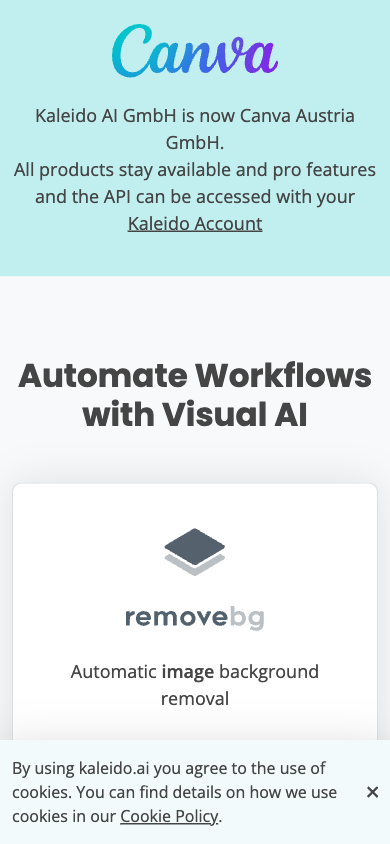 Canva
Kaleido AI GmbH is now Canva Austria
GmbH.
All products stay available and pro features
and the API can be accessed with your
Kaleido Account
Automate Workflows
with Visual AI
removebg
Automatic image background
removal
By using kaleido.ai you agree to the use of
cookies. You can find details on how we use
cookies in our Cookie Policy.
×